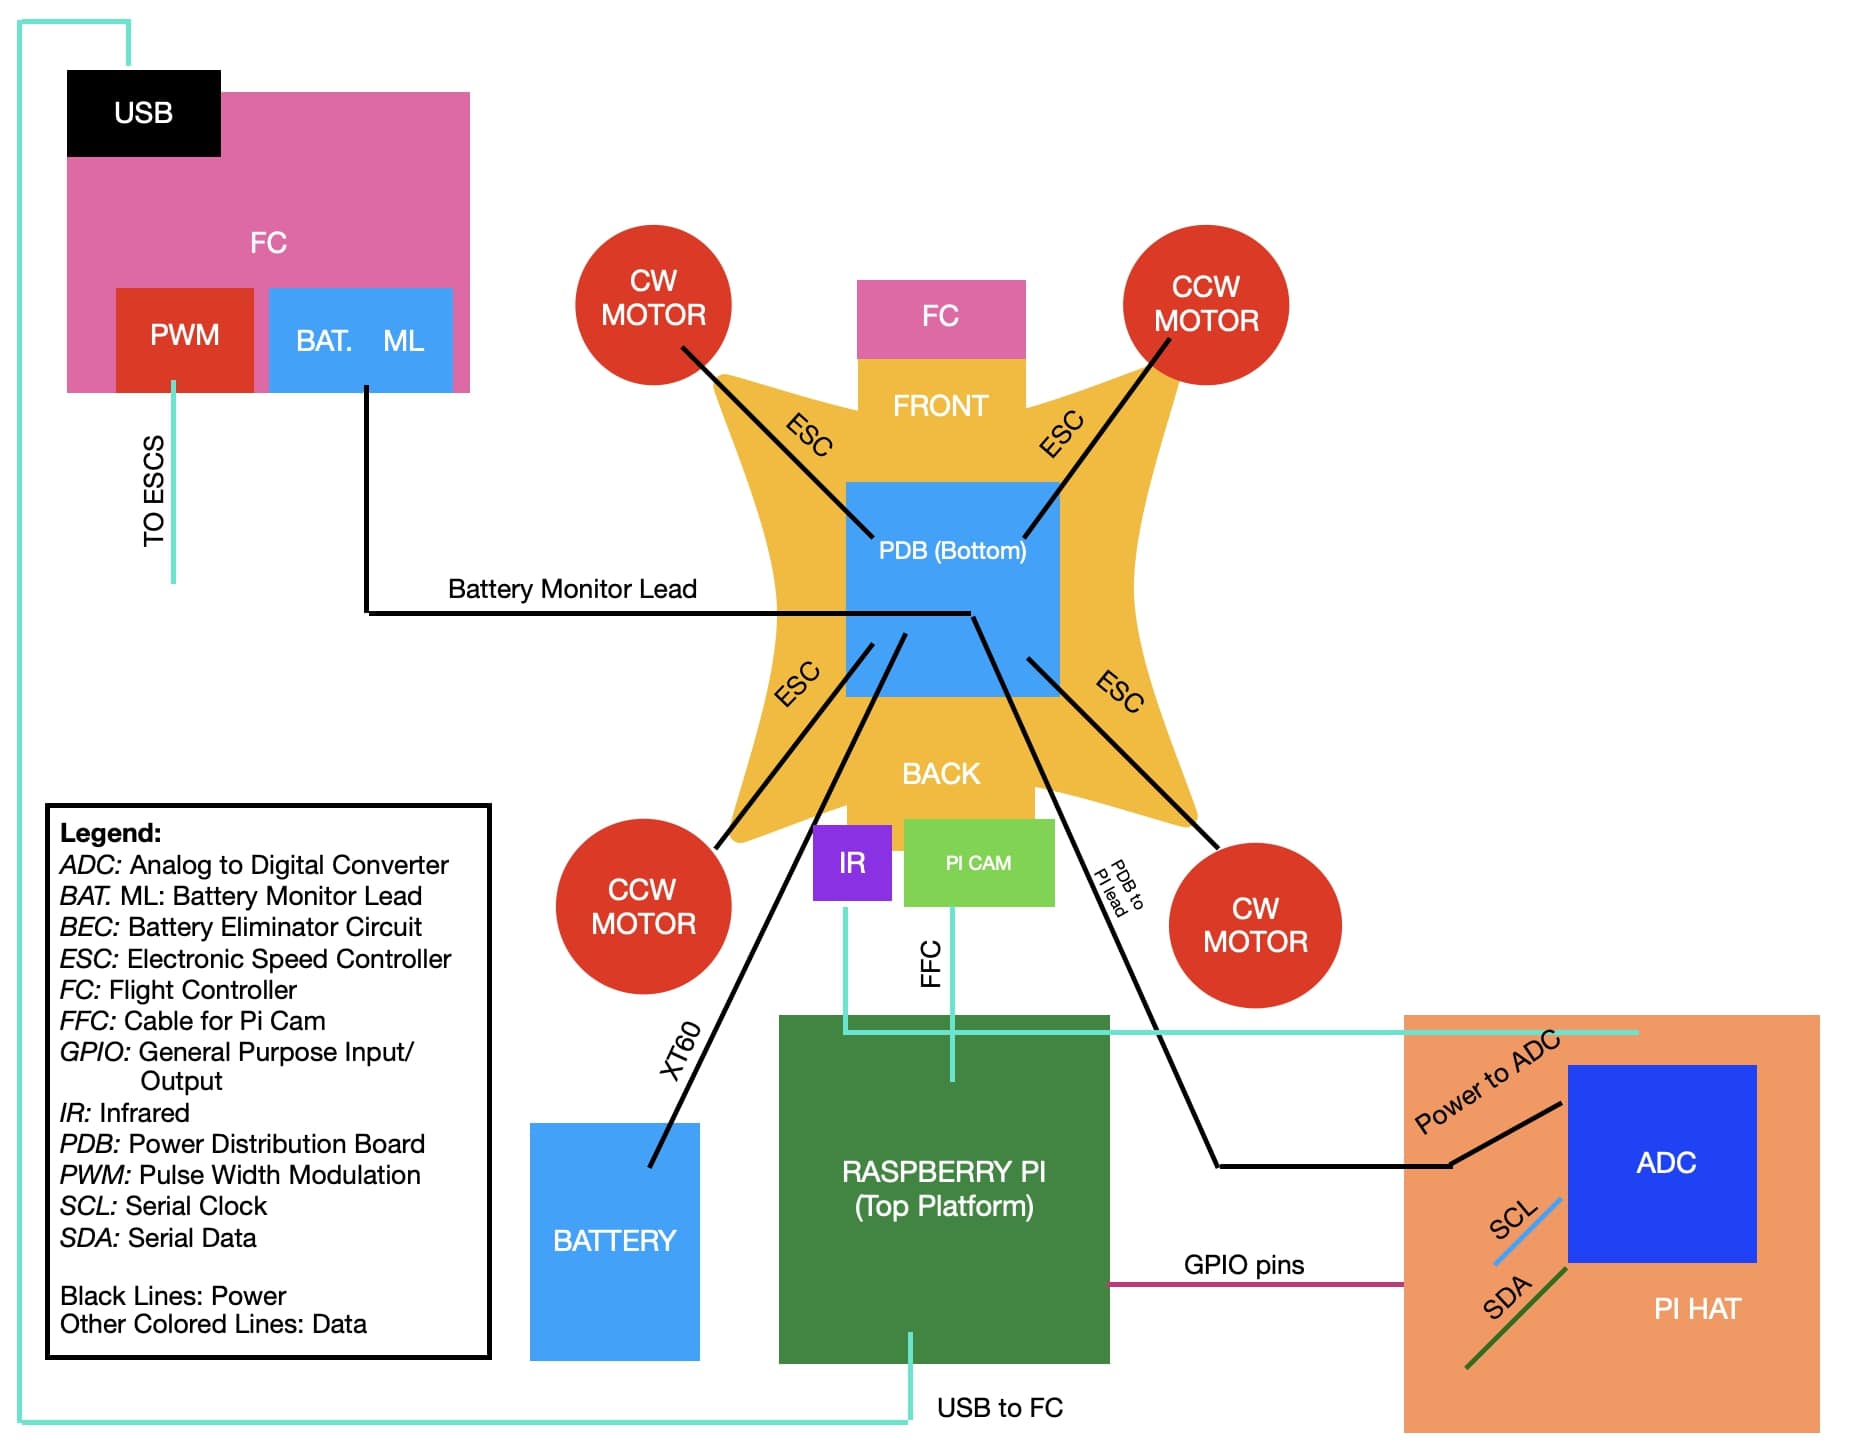 USB
FC
PWM
BAT. ML
TO ESCS
CW
MOTOR
CCW
MOTOR
FC
FRONT
ESC
ESC
PDB (Bottom)
Battery Monitor Lead
ESC
ESC
BACK
IR
PI CAM
CCW
MOTOR
CW
MOTOR
PDB to
PI lead
FFC
XT60
Legend:
ADC: Analog to Digital Converter
BAT. ML: Battery Monitor Lead
BEC: Battery Eliminator Circuit
ESC: Electronic Speed Controller
FC: Flight Controller
FFC: Cable for Pi Cam
GPIO: General Purpose Input/
Output
IR: Infrared
PDB: Power Distribution Board
PWM: Pulse Width Modulation
SCL: Serial Clock
SDA: Serial Data
Black Lines: Power
Other Colored Lines: Data
BATTERY
RASPBERRY PI
(Top Platform)
Power to ADC
ADC
SCL
SDA
GPIO pins
PI HAT
USB to FC